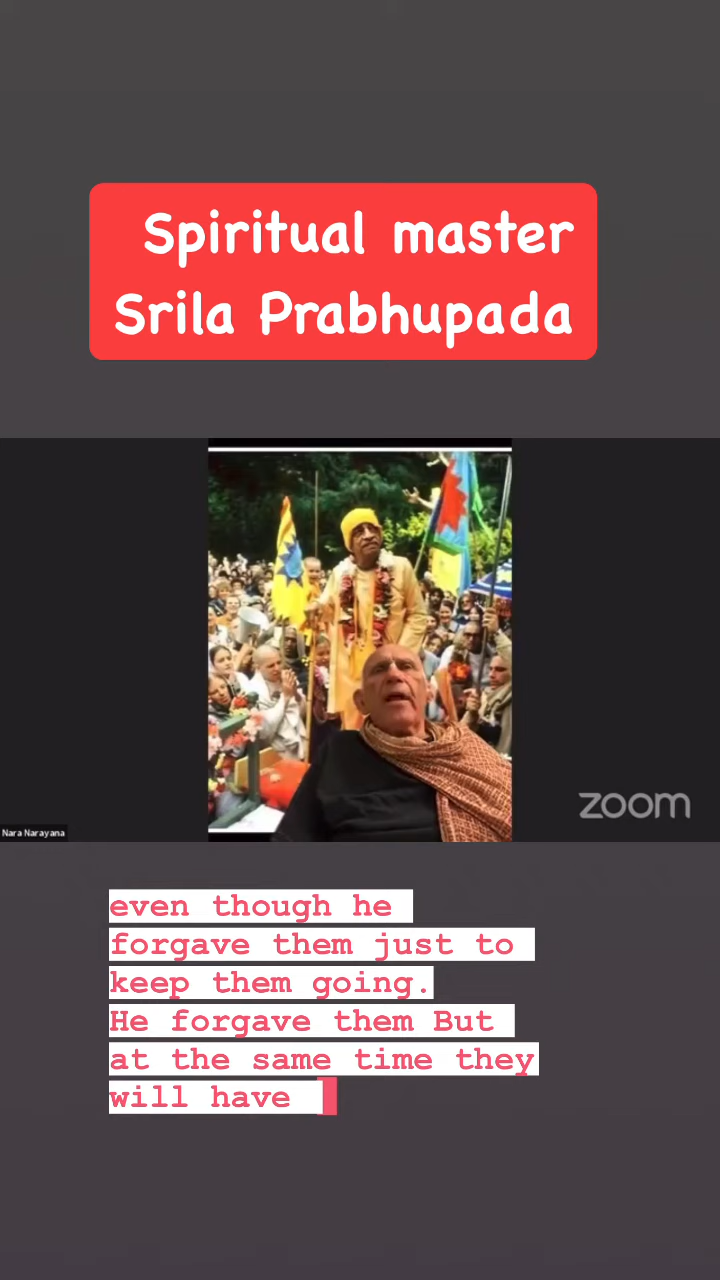 Spiritual master
Srila Prabhupada
zoom
Nara Narayana
even though he
forgave them just to
keep them going.
He forgave them But
at the same time they
will have